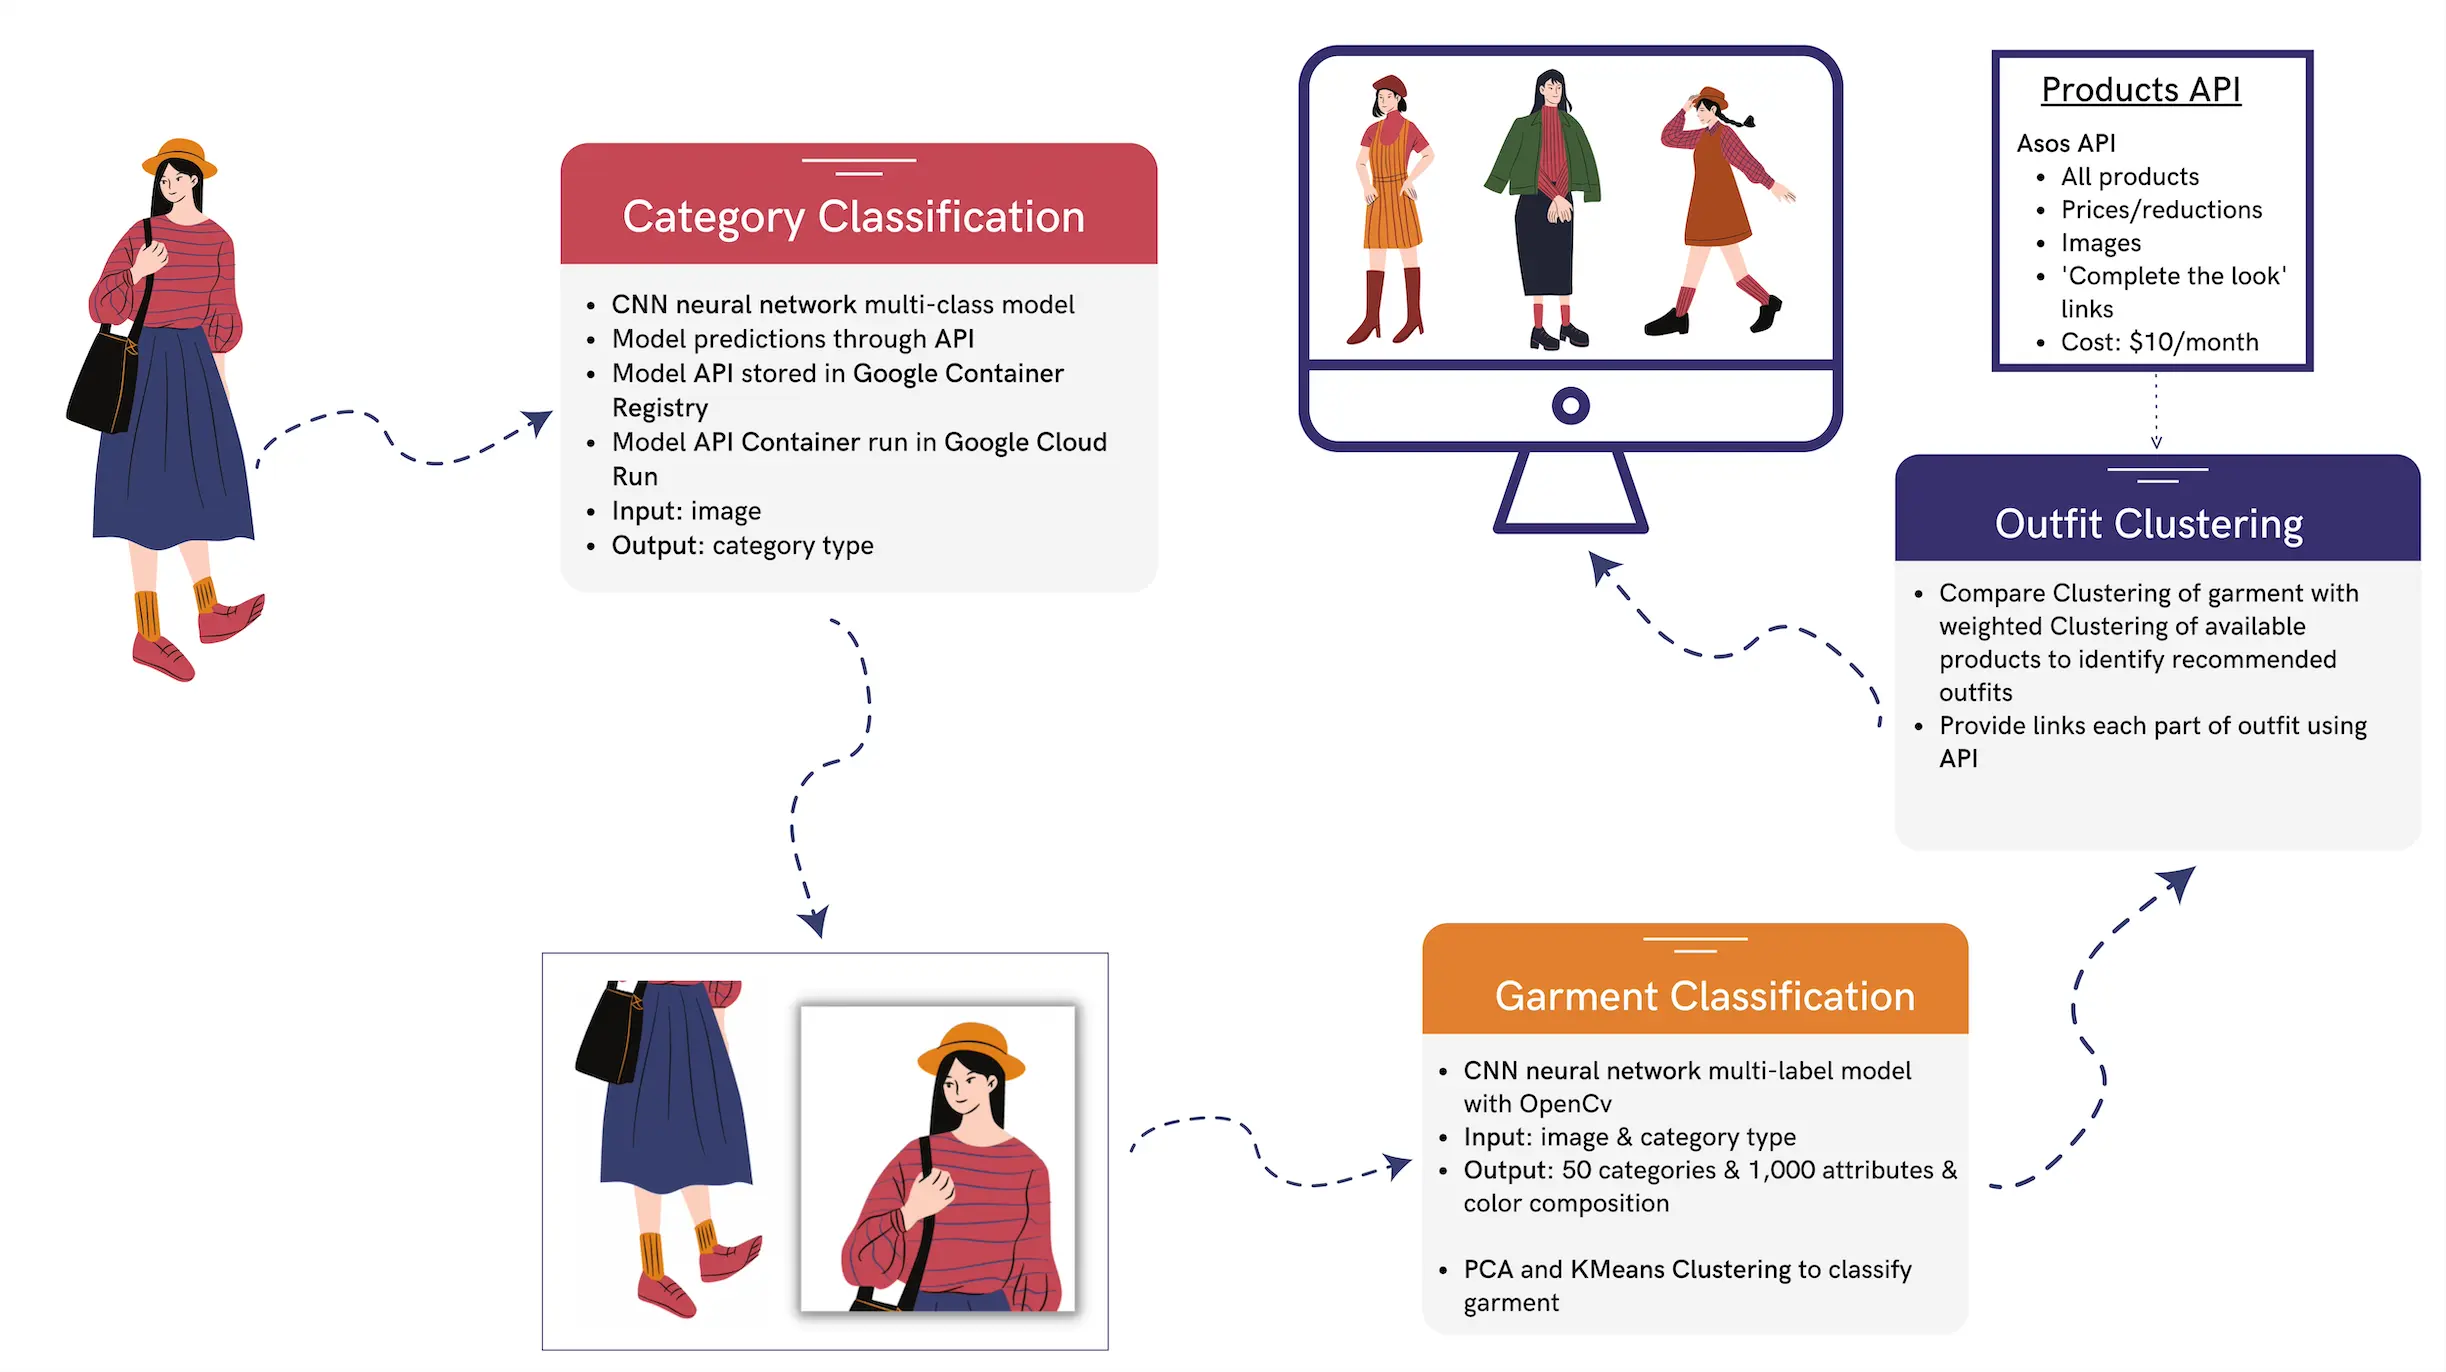 Category Classification
• CNN neural network multi-class model
• Model predictions through API
• Model API stored in Google Container
Registry
• Model API Container run in Google Cloud
Run
• Input: image
• Output: category type
Products API
Asos API
• All products
• Prices/reductions
• Images
• 'Complete the look'
links
• Cost: $10/month
Outfit Clustering
• Compare Clustering of garment with
weighted Clustering of available
products to identify recommended
outfits
• Provide links each part of outfit using
API
Garment Classification
• CNN neural network multi-label model
with OpenCv
• Input: image & category type
• Output: 50 categories & 1,000 attributes &
color composition
• PCA and KMeans Clustering to classify
garment